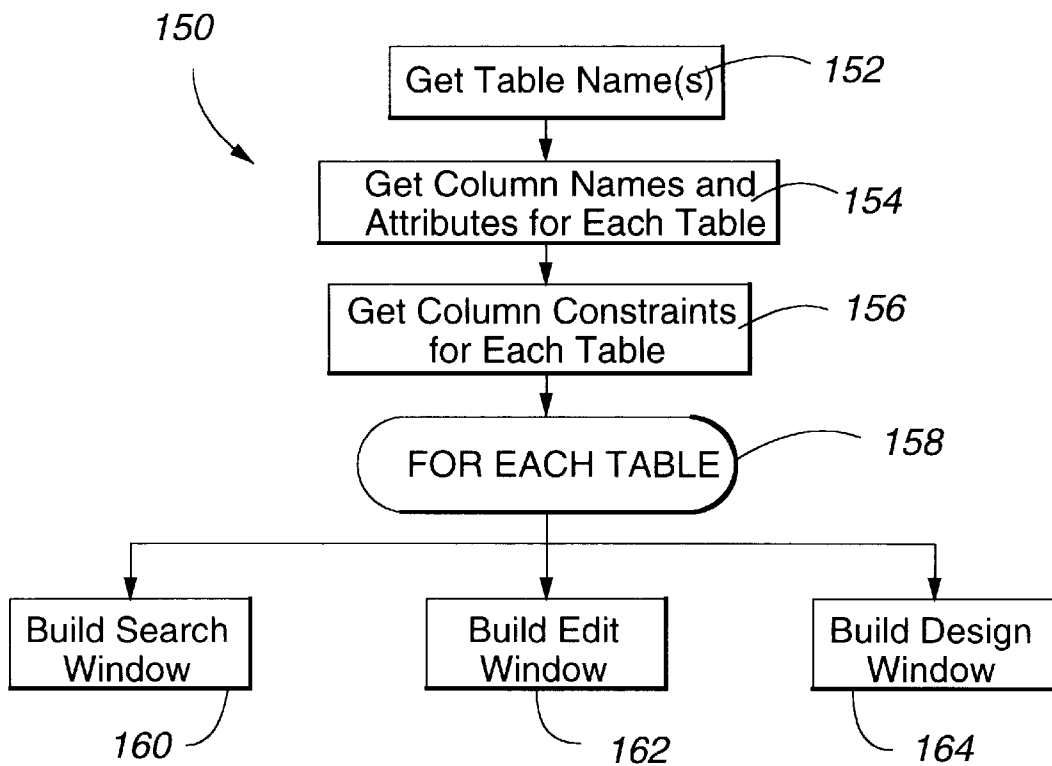 150
Get Table Name(s)
152
Get Column Names and
Attributes for Each Table
154
Get Column Constraints
for Each Table
156
FOR EACH TABLE
158
Build Search
Window
Build Edit
Window
Build Design
Window
160
162
164